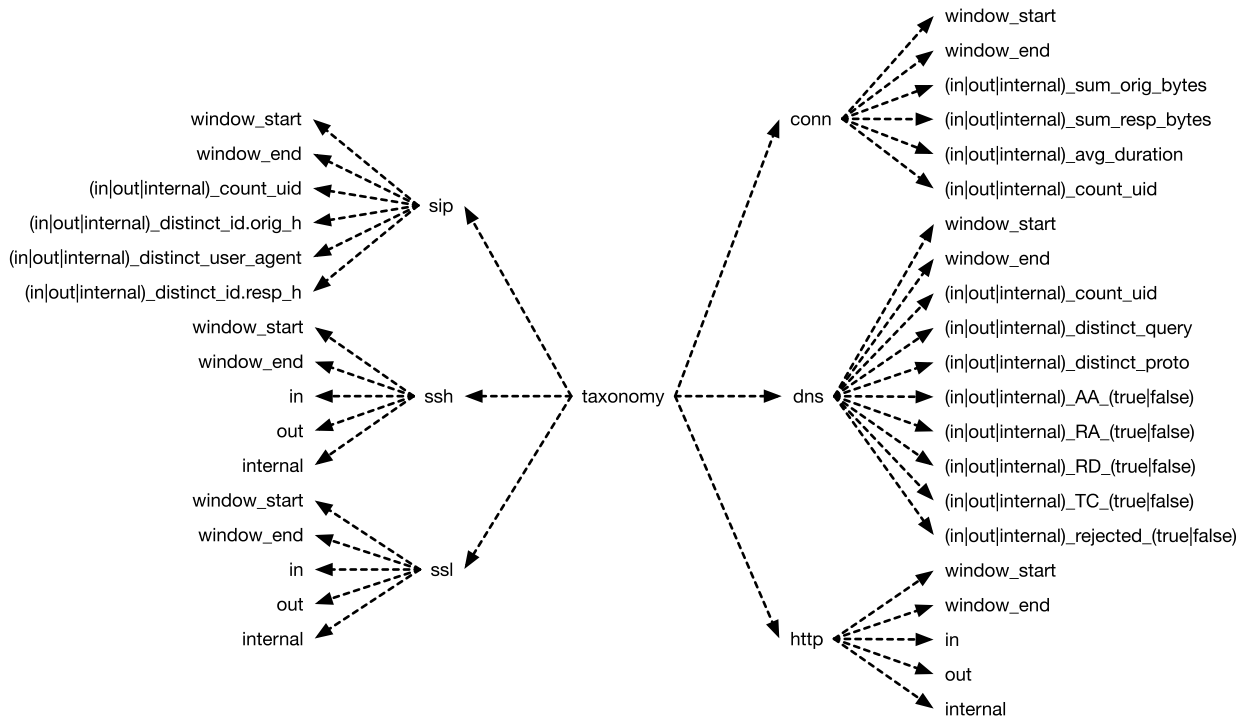 window_start
window_end
(in|out|internal)_count_uid
(in|out|internal)_distinct_id.orig_h
(in|out|internal)_distinct_user_agent
(in|out|internal)_distinct_id.resp_h
sip
window_start
window_end
in
out
internal
ssh
window_start
window_end
in
out
internal
ssl
taxonomy
conn
window_start
window_end
(in|out|internal)_sum_orig_bytes
(in|out|internal)_sum_resp_bytes
(in|out|internal)_avg_duration
(in|out|internal)_count_uid
dns
window_start
window_end
(in|out|internal)_count_uid
(in|out|internal)_distinct_query
(in|out|internal)_distinct_proto
(in|out|internal)_AA_(true|false)
(in|out|internal)_RA_(true|false)
(in|out|internal)_RD_(true|false)
(in|out|internal)_TC_(true|false)
(in|out|internal)_rejected_(true|false)
http
window_start
window_end
in
out
internal